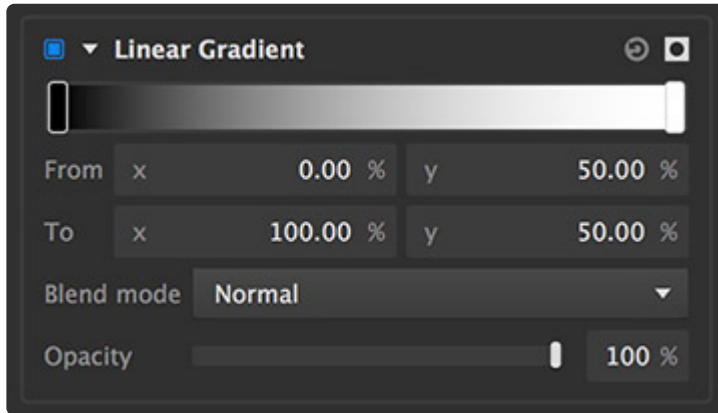 Linear Gradient
From x 0.00 % y 50.00 %
To x 100.00 % y 50.00 %
Blend mode Normal
Opacity 100 %